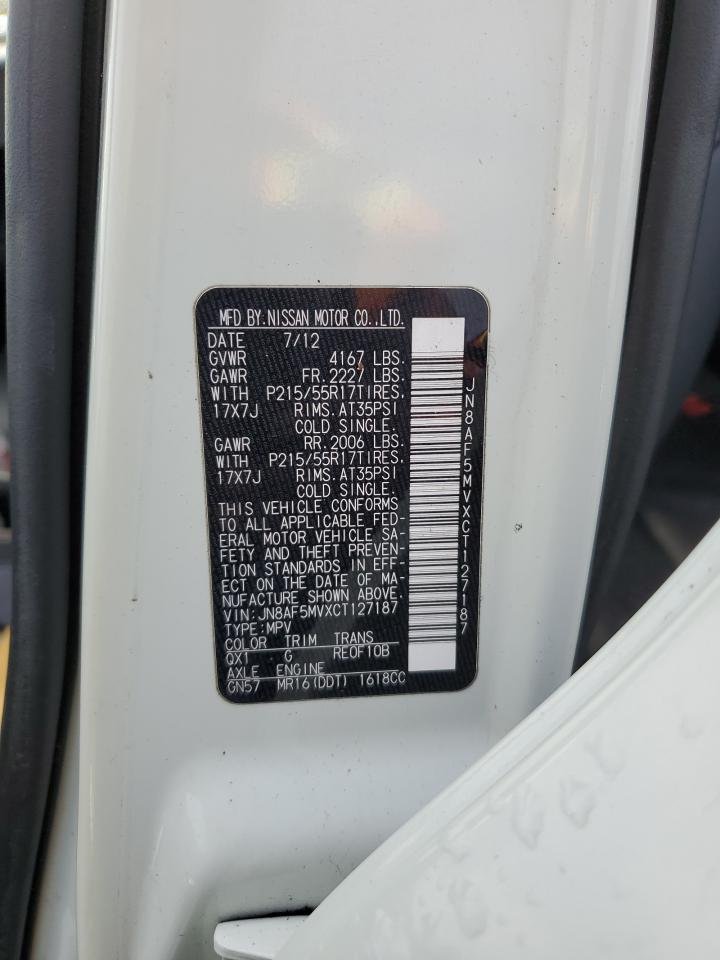 MFD BY.NISSAN MOTOR CO.,LTD.
DATE 7/12
GVWR 4167 LBS.
GAWR FR.2227 LBS.
WITH P215/55R17TIRES.
17X7J RIMS.AT35PSI
COLD SINGLE.
GAWR RR.2006 LBS.
WITH P215/55R17TIRES.
17X7J RIMS.AT35PSI
COLD SINGLE.
THIS VEHICLE CONFORMS
TO ALL APPLICABLE FED-
ERAL MOTOR VEHICLE SA-
FETY AND THEFT PREVEN-
TION STANDARDS IN EFF-
ECT ON THE DATE OF MA-
NUFACTURE SHOWN ABOVE.
VIN:JN8AF5MVXCT127187
TYPE:MPV
COLOR TRIM TRANS
QX1 G REOF10B
AXLE ENGINE
GN57 MR16(DDT) 1618CC
JN8AF5MVXCT127187